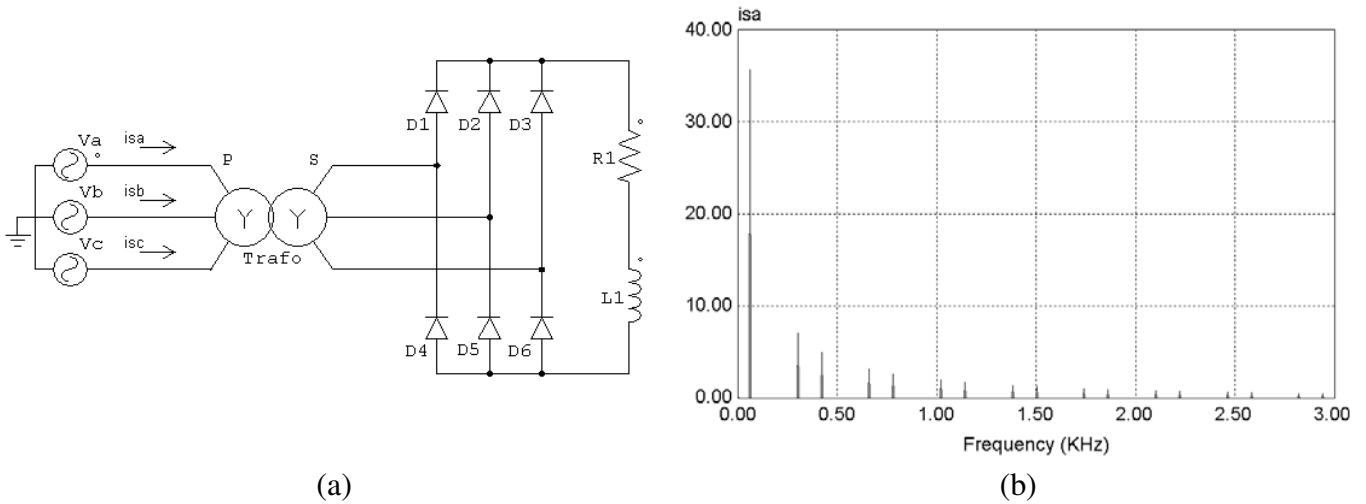 Va
isa
Vb
isb
Vc
isc
P
S
Y
Y
Trafo
D1
D2
D3
D4
D5
D6
R1
L1
(a)
isa
40.00
30.00
20.00
10.00
0.00
0.00 0.50 1.00 1.50 2.00 2.50 3.00
Frequency (KHz)
(b)